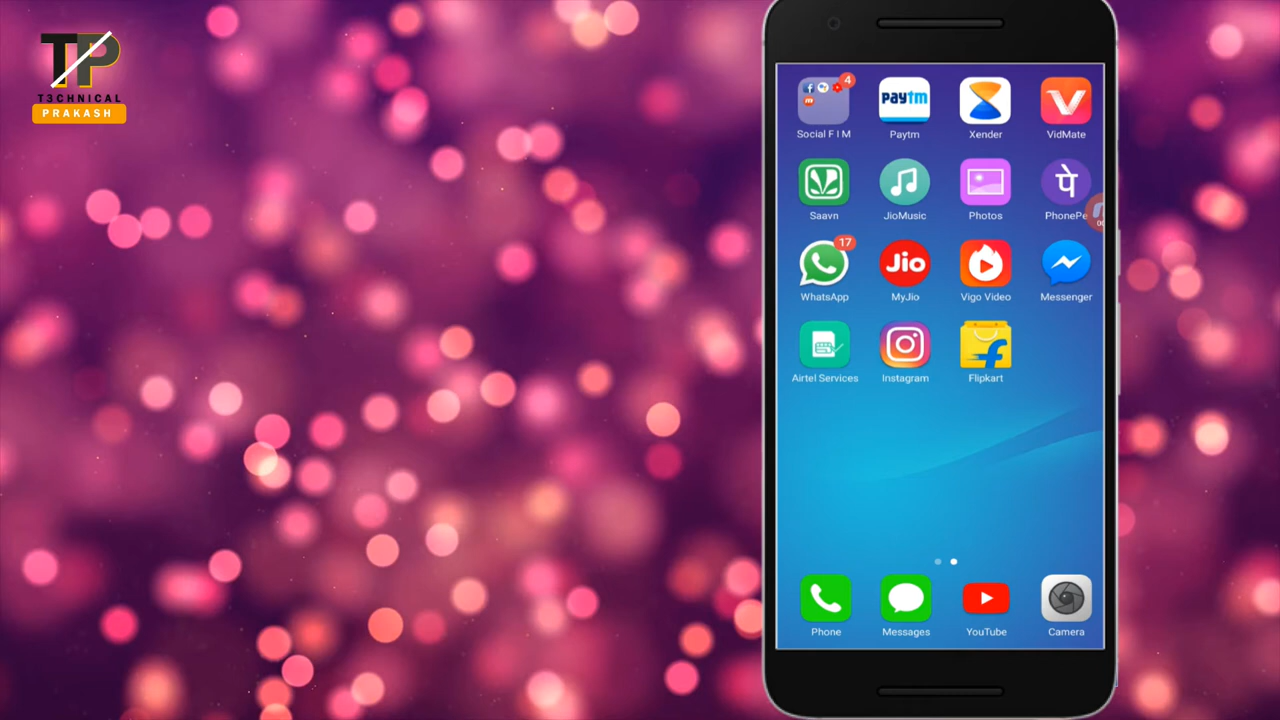 TP
T3CHNICAL
PRAKASH
4
Social F I M
Paytm
Paytm
Xender
VidMate
Saavn
JioMusic
Photos
पे
PhonePe
00
17
WhatsApp
Jio
MyJio
Vigo Video
Messenger
Airtel Services
Instagram
Flipkart
Phone
Messages
YouTube
Camera